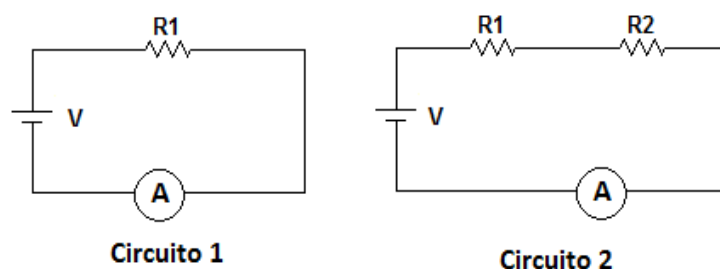 R1
V
A
Circuito 1
R1 R2
V
A
Circuito 2